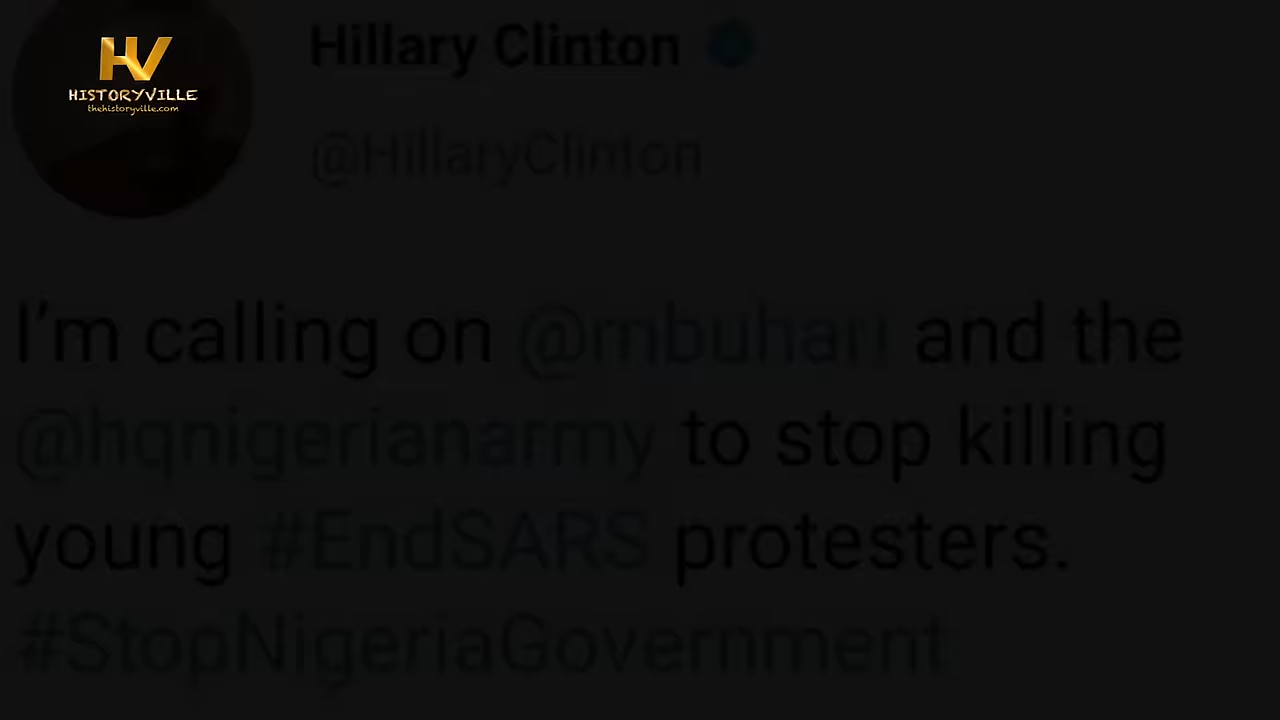 HV
HISTORYVILLE
thehistoryville.com
Hillary Clinton
@HillaryClinton
I'm calling on @mbuhari and the
@hqnigerianarmy to stop killing
young #EndSARS protesters.
#StopNigeriaGovernment